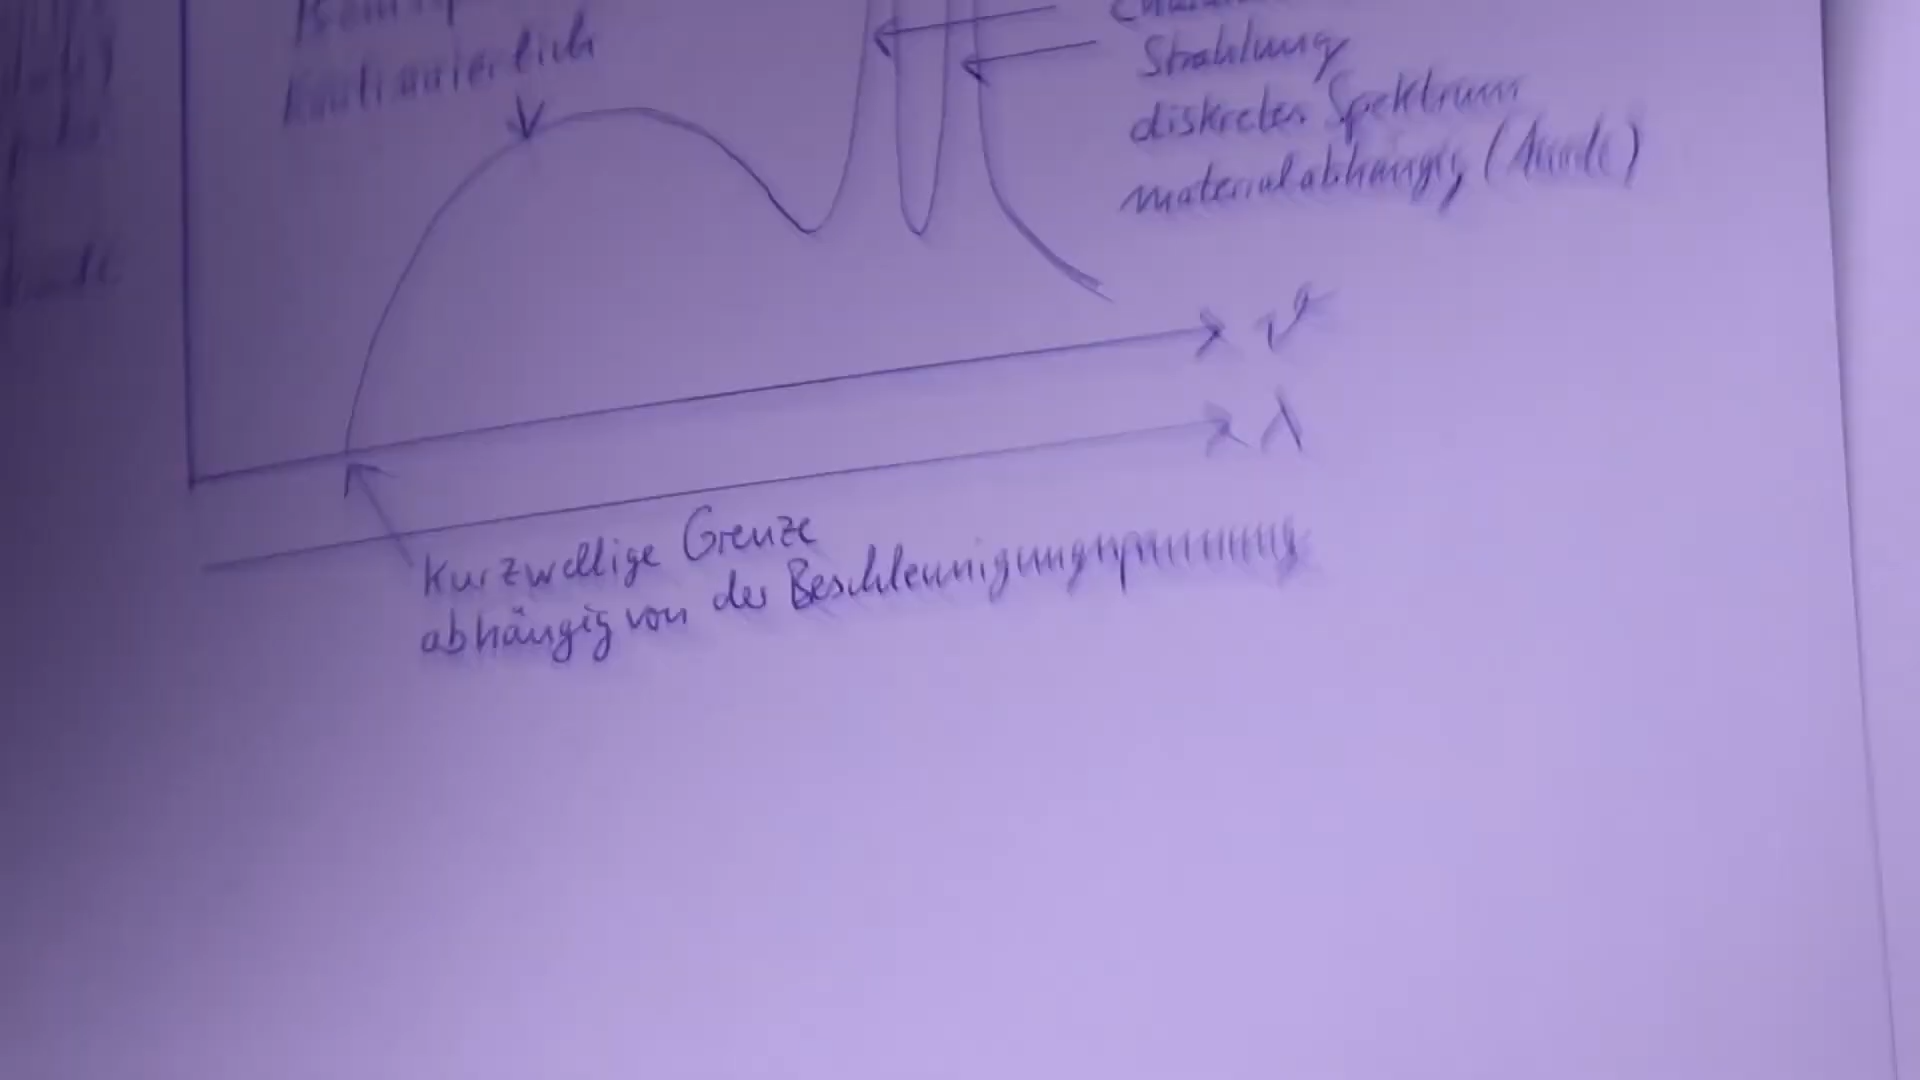 kontinuierlich
Strahlung
diskretes Spektrum
materialabhängig (Anode)
ϑ
λ
kurzwellige Grenze
abhängig von der Beschleunigungsspannung